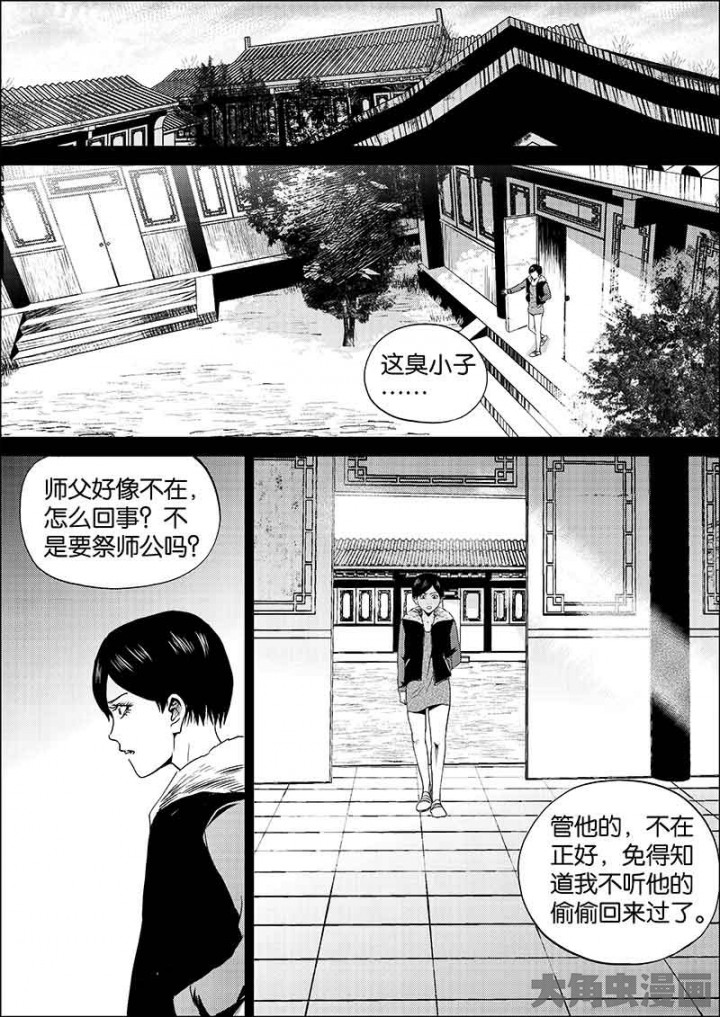 这臭小子
……
师父好像不在，
怎么回事？不
是要祭师公吗？
管他的，不在
正好，免得知
道我不听他的
偷偷回来过了。
大角虫漫画